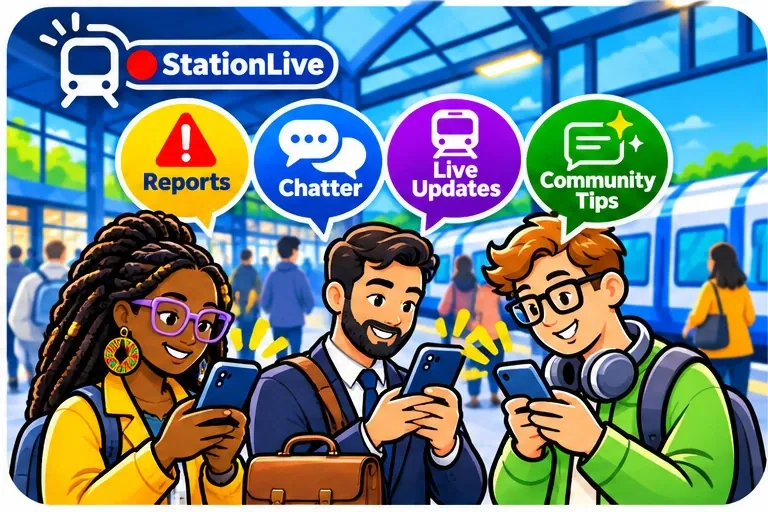 StationLive
Reports
Chatter
Live
Updates
Community
Tips